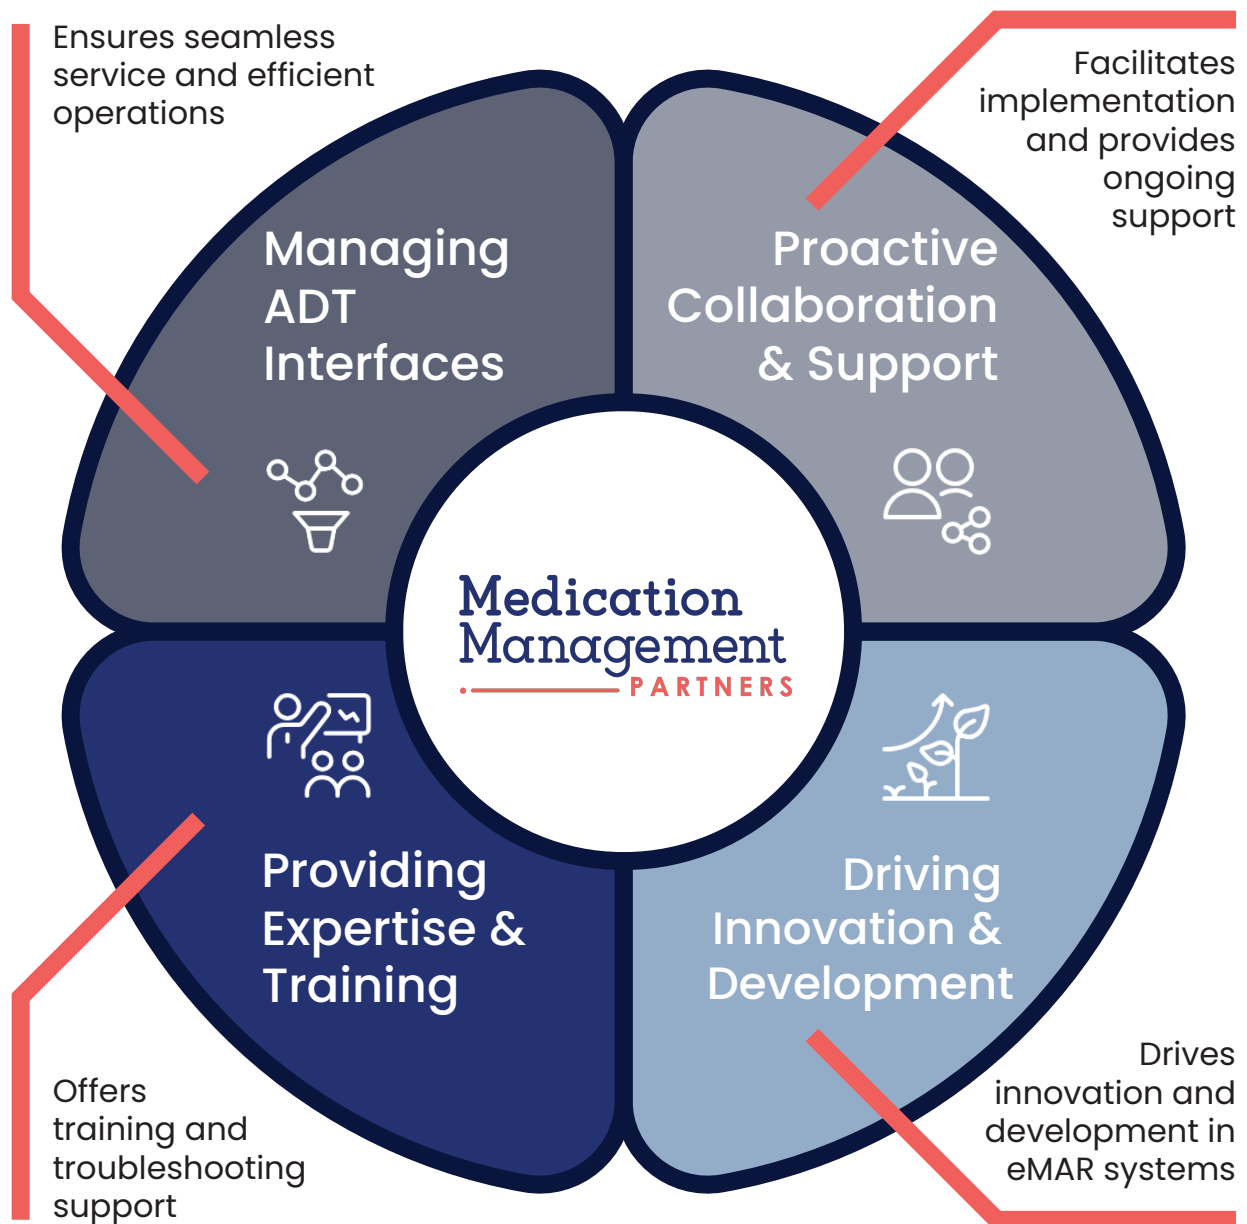 Ensures seamless
service and efficient
operations
Facilitates
implementation
and provides
ongoing
support
Managing
ADT
Interfaces
Proactive
Collaboration
& Support
Medication
Management
PARTNERS
Providing
Expertise &
Training
Driving
Innovation &
Development
Offers
training and
troubleshooting
support
Drives
innovation and
development in
eMAR systems